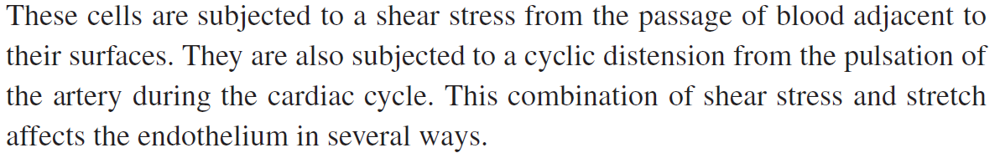 These cells are subjected to a shear stress from the passage of blood adjacent to
their surfaces. They are also subjected to a cyclic distension from the pulsation of
the artery during the cardiac cycle. This combination of shear stress and stretch
affects the endothelium in several ways.